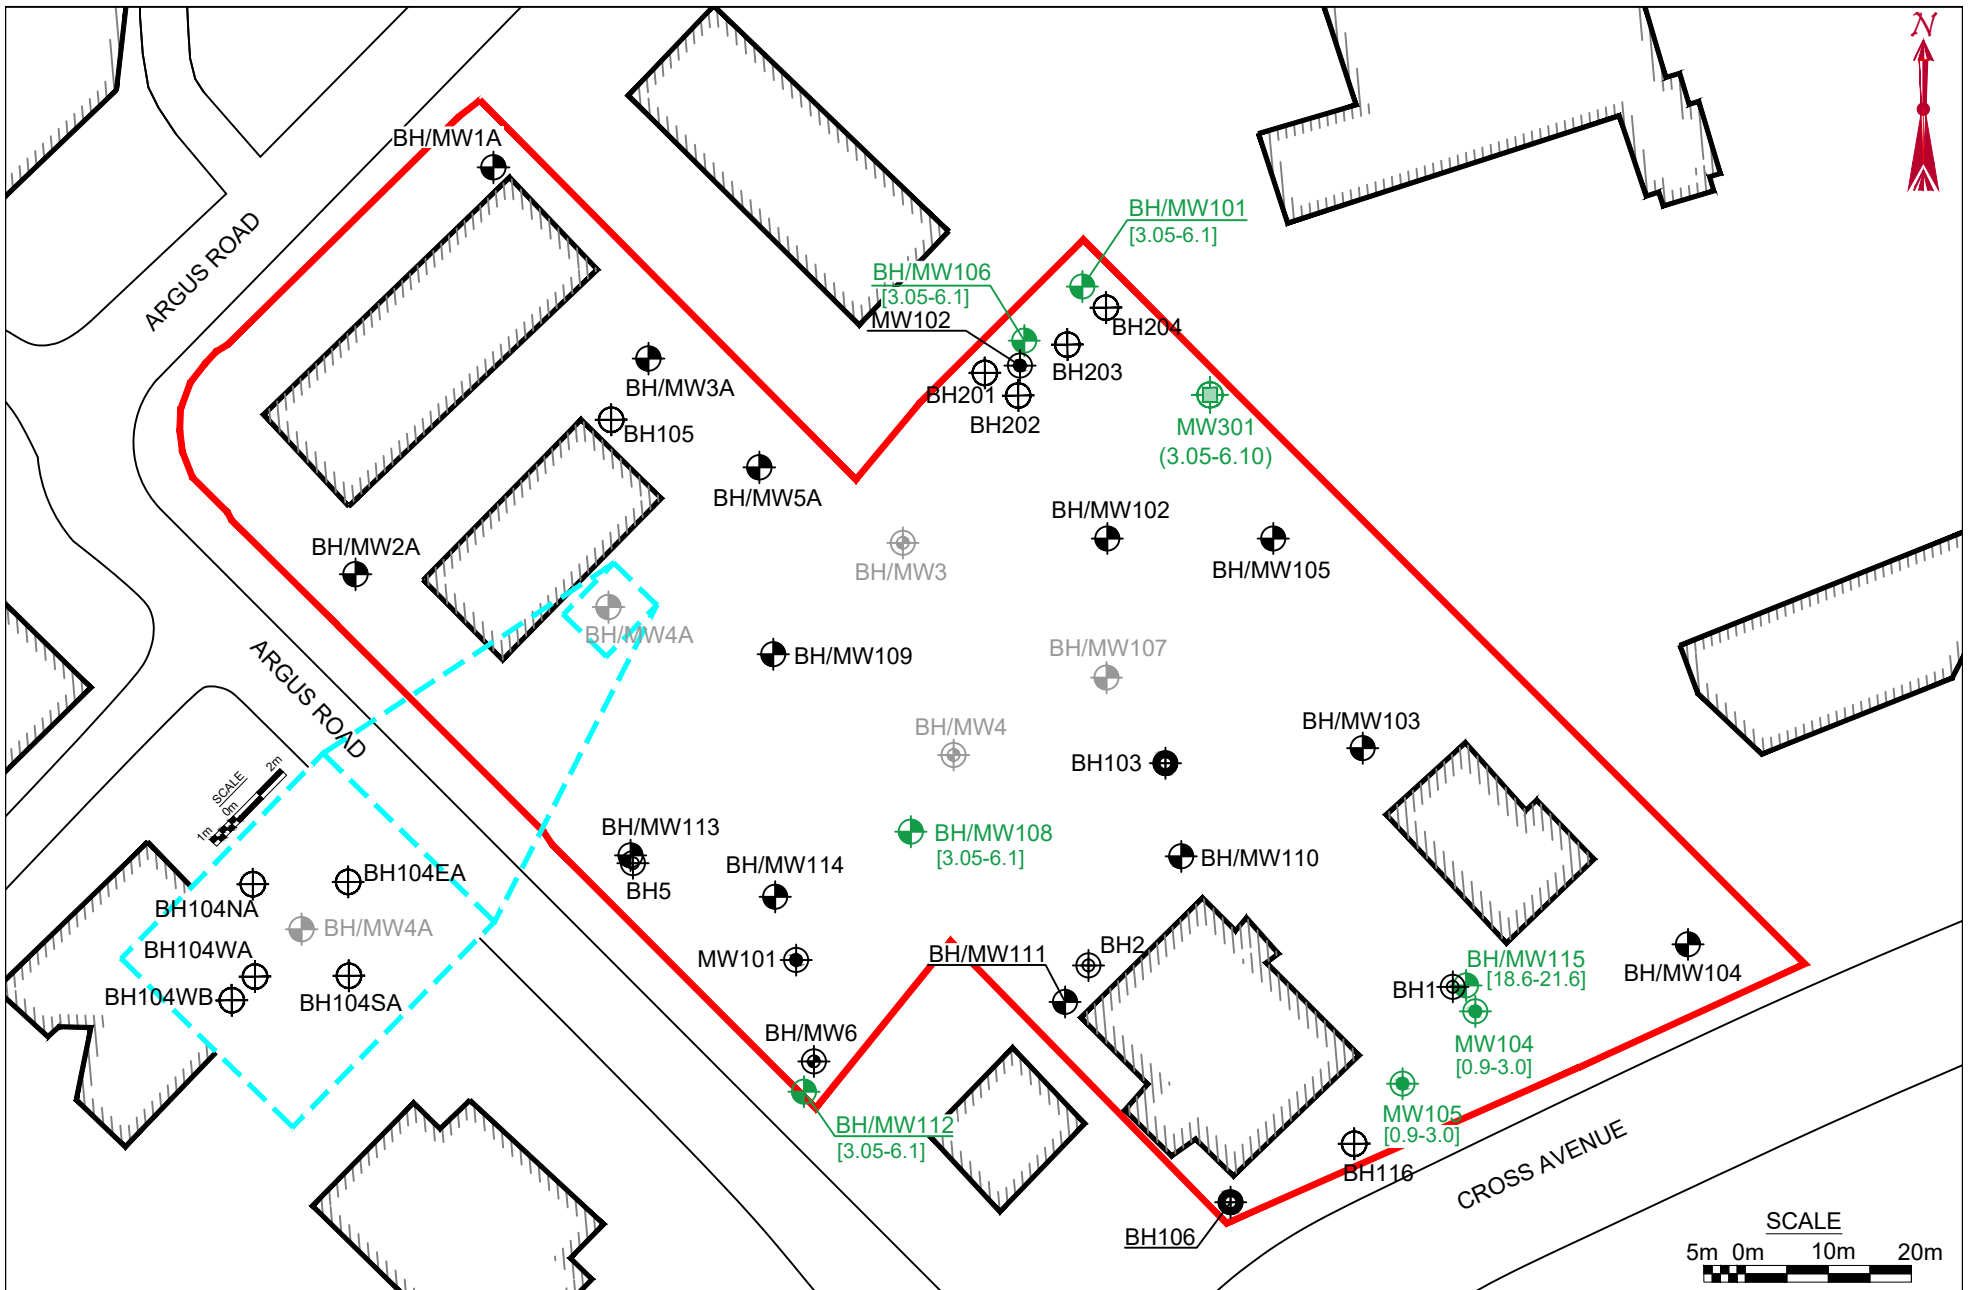 N
BH/MW1A
ARGUS ROAD
BH/MW101
[3.05-6.1]
BH/MW106
[3.05-6.1]
MW102
BH204
BH203
BH201
BH202
BH/MW3A
BH105
MW301
(3.05-6.10)
BH/MW5A
BH/MW102
BH/MW105
BH/MW2A
BH/MW3
BH/MW4A
BH/MW109
BH/MW107
ARGUS ROAD
BH/MW4
BH103
BH/MW103
SCALE
1m 0m 2m
BH/MW113
BH5
BH/MW114
BH/MW108
[3.05-6.1]
BH/MW110
BH104NA
BH104EA
BH/MW4A
BH104WA
BH104WB
BH104SA
MW101
BH/MW111
BH2
BH/MW115
[18.6-21.6]
BH1
BH/MW104
MW104
[0.9-3.0]
BH/MW6
BH/MW112
[3.05-6.1]
MW105
[0.9-3.0]
BH116
CROSS AVENUE
BH106
SCALE
5m 0m 10m 20m